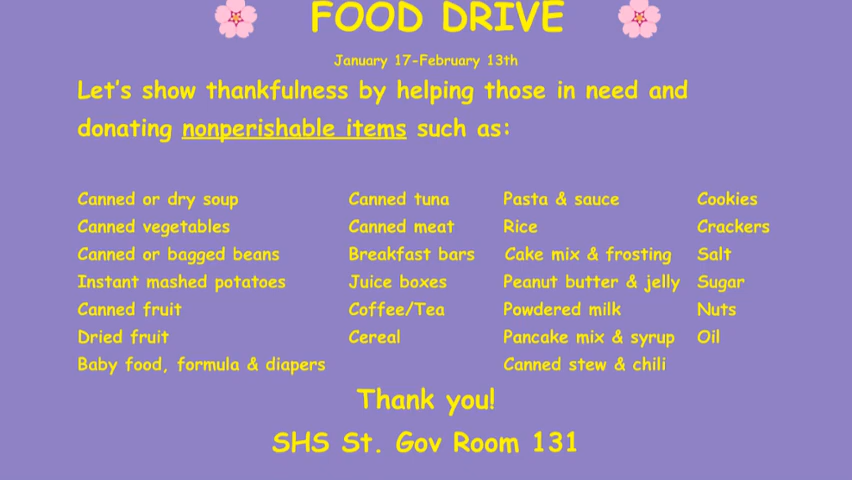 FOOD DRIVE
January 17-February 13th
Let's show thankfulness by helping those in need and
donating nonperishable items such as:
Canned or dry soup
Canned vegetables
Canned or bagged beans
Instant mashed potatoes
Canned fruit
Dried fruit
Baby food, formula & diapers
Canned tuna
Canned meat
Breakfast bars
Juice boxes
Coffee/Tea
Cereal
Pasta & sauce
Rice
Cake mix & frosting
Peanut butter & jelly
Powdered milk
Pancake mix & syrup
Canned stew & chili
Cookies
Crackers
Salt
Sugar
Nuts
Oil
Thank you!
SHS St. Gov Room 131